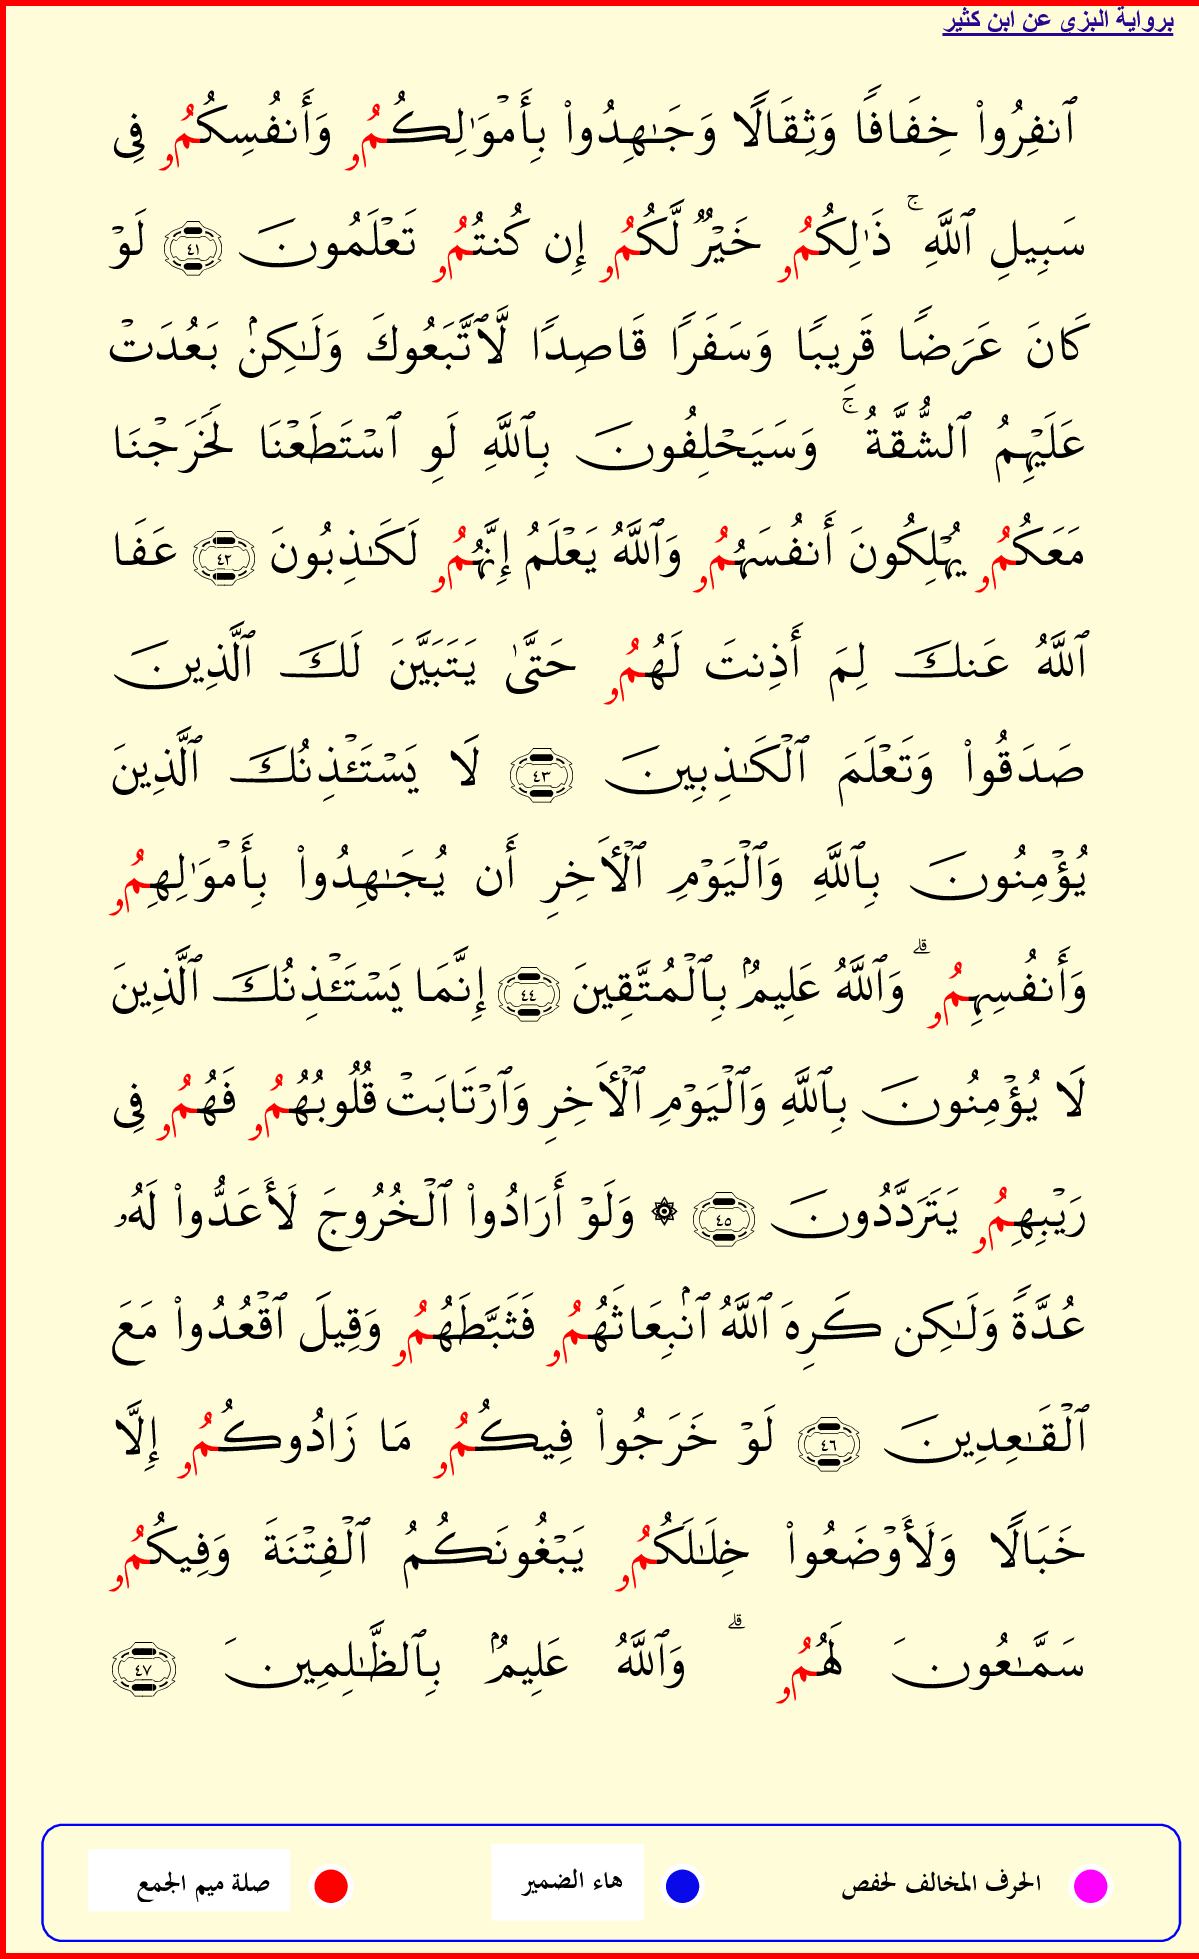 برواية البزى عن ابن كثير
ٱنفِرُوا۟ خِفَافًا وَثِقَالًا وَجَٰهِدُوا۟ بِأَمْوَٰلِكُمُۥ وَأَنفُسِكُمُۥ فِى
سَبِيلِ ٱللَّهِ ۚ ذَٰلِكُمُۥ خَيْرٌ لَّكُمُۥ إِن كُنتُمُۥ تَعْلَمُونَ ٤١ لَوْ
كَانَ عَرَضًا قَرِيبًا وَسَفَرًا قَاصِدًا لَّٱتَّبَعُوكَ وَلَٰكِنۢ بَعُدَتْ
عَلَيْهِمُ ٱلشُّقَّةُ ۚ وَسَيَحْلِفُونَ بِٱللَّهِ لَوِ ٱسْتَطَعْنَا لَخَرَجْنَا
مَعَكُمُۥ يُهْلِكُونَ أَنفُسَهُمُۥ وَٱللَّهُ يَعْلَمُ إِنَّهُمُۥ لَكَٰذِبُونَ ٤٢ عَفَا
ٱللَّهُ عَنكَ لِمَ أَذِنتَ لَهُمُۥ حَتَّىٰ يَتَبَيَّنَ لَكَ ٱلَّذِينَ
صَدَقُوا۟ وَتَعْلَمَ ٱلْكَٰذِبِينَ ٤٣ لَا يَسْتَـْٔذِنُكَ ٱلَّذِينَ
يُؤْمِنُونَ بِٱللَّهِ وَٱلْيَوْمِ ٱلْـَٔاخِرِ أَن يُجَٰهِدُوا۟ بِأَمْوَٰلِهِمُۥ
وَأَنفُسِهِمُۥ ۗ وَٱللَّهُ عَلِيمٌۢ بِٱلْمُتَّقِينَ ٤٤ إِنَّمَا يَسْتَـْٔذِنُكَ ٱلَّذِينَ
لَا يُؤْمِنُونَ بِٱللَّهِ وَٱلْيَوْمِ ٱلْـَٔاخِرِ وَٱرْتَابَتْ قُلُوبُهُمُۥ فَهُمُۥ فِى
رَيْبِهِمُۥ يَتَرَدَّدُونَ ٤٥ ۞ وَلَوْ أَرَادُوا۟ ٱلْخُرُوجَ لَأَعَدُّوا۟ لَهُۥ
عُدَّةً وَلَٰكِن كَرِهَ ٱللَّهُ ٱنۢبِعَاثَهُمُۥ فَثَبَّطَهُمُۥ وَقِيلَ ٱقْعُدُوا۟ مَعَ
ٱلْقَٰعِدِينَ ٤٦ لَوْ خَرَجُوا۟ فِيكُمُۥ مَا زَادُوكُمُۥ إِلَّا
خَبَالًا وَلَأَوْضَعُوا۟ خِلَٰلَكُمُۥ يَبْغُونَكُمُ ٱلْفِتْنَةَ وَفِيكُمُۥ
سَمَّٰعُونَ لَهُمُۥ ۗ وَٱللَّهُ عَلِيمٌۢ بِٱلظَّٰلِمِينَ ٤٧
الحرف المخالف لحفص هاء الضمير صلة ميم الجمع